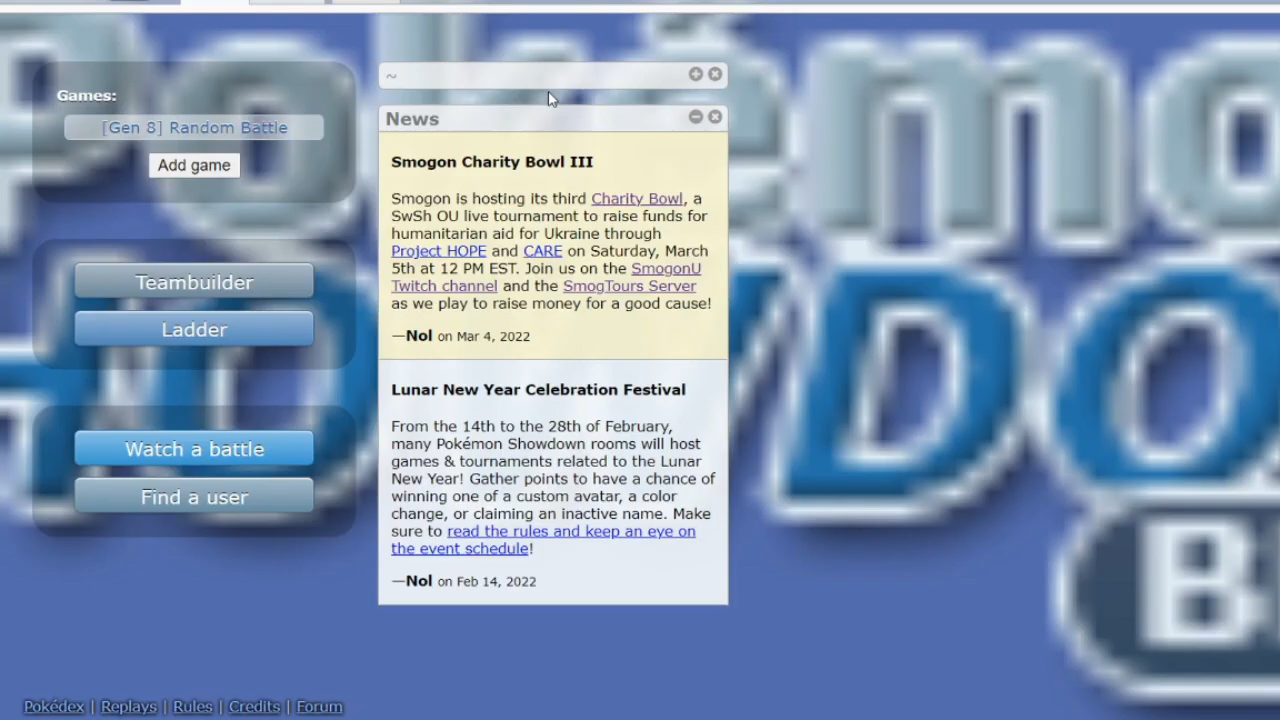 Games:
[Gen 8] Random Battle
Add game
Teambuilder
Ladder
Watch a battle
Find a user
~
News
Smogon Charity Bowl III
Smogon is hosting its third Charity Bowl, a
SwSh OU live tournament to raise funds for
humanitarian aid for Ukraine through
Project HOPE and CARE on Saturday, March
5th at 12 PM EST. Join us on the SmogonU
Twitch channel and the SmogTours Server
as we play to raise money for a good cause!
—Nol on Mar 4, 2022
Lunar New Year Celebration Festival
From the 14th to the 28th of February,
many Pokémon Showdown rooms will host
games & tournaments related to the Lunar
New Year! Gather points to have a chance of
winning one of a custom avatar, a color
change, or claiming an inactive name. Make
sure to read the rules and keep an eye on
the event schedule!
—Nol on Feb 14, 2022
Pokédex | Replays | Rules | Credits | Forum